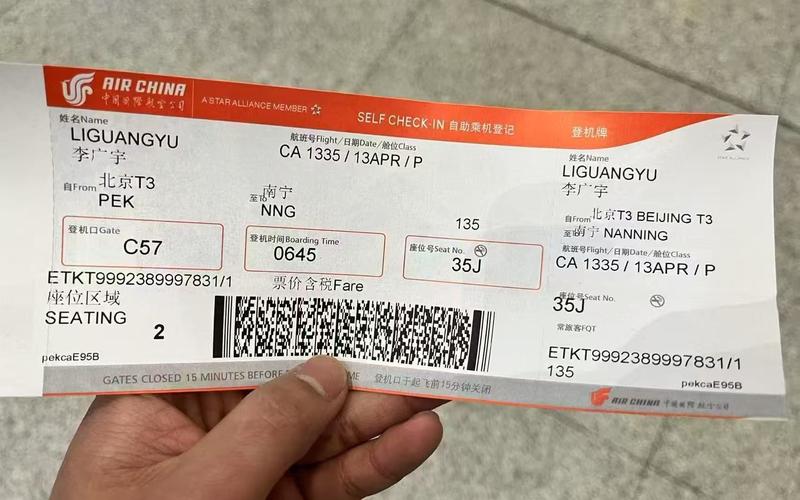 AIR CHINA
中国国际航空公司
A STAR ALLIANCE MEMBER
SELF CHECK-IN 自助乘机登记
登机牌
STAR ALLIANCE
姓名Name
LIGUANGYU
李广宇
航班号Flight/日期Date/舱位Class
CA 1335 / 13APR / P
自From 北京T3
PEK
至To 南宁
NNG
135
登机口Gate
C57
登机时间Boarding Time
0645
座位号Seat No.
35J
ETKT9992389997831/1
票价含税Fare
座位区域
SEATING
2
pekcaE95B
GATES CLOSED 15 MINUTES BEFORE
ME
登机口于起飞前15分钟关闭
姓名Name
LIGUANGYU
李广宇
自From 北京T3 BEIJING T3
至To 南宁 NANNING
航班号Flight/日期Date/舱位Class
CA 1335 / 13APR / P
座位号Seat No.
35J
常旅客FQT
ETKT9992389997831/1
135
pekcaE95B
AIR CHINA 中国国际航空公司